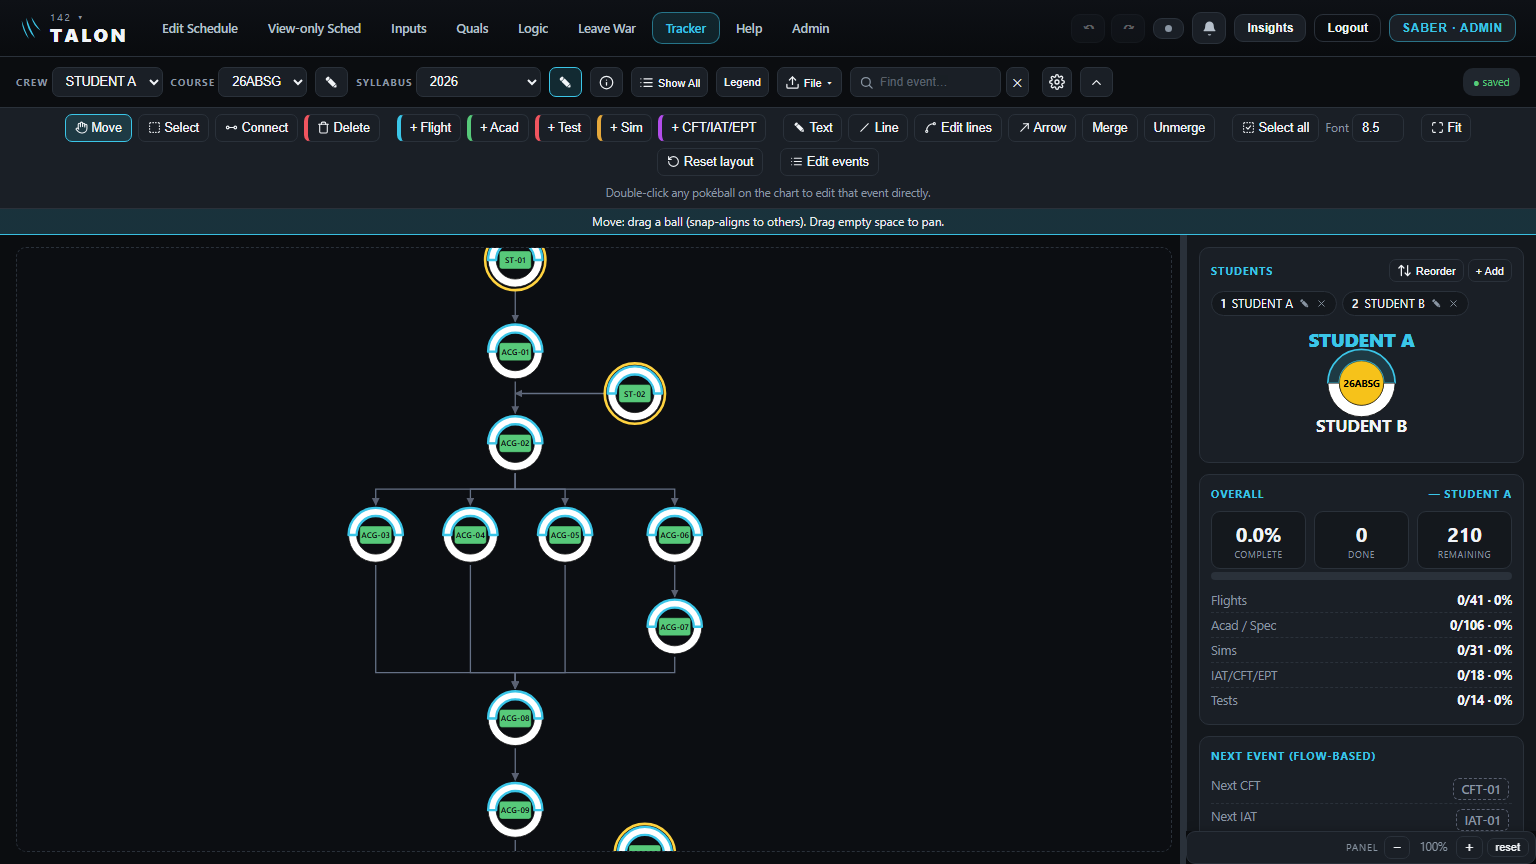 142
TALON
Edit Schedule
View-only Sched
Inputs
Quals
Logic
Leave War
Tracker
Help
Admin
Insights
Logout
SABER · ADMIN
CREW STUDENT A
COURSE 26ABSG
SYLLABUS 2026
Show All
Legend
File
Find event...
saved
Move
Select
Connect
Delete
+ Flight
+ Acad
+ Test
+ Sim
+ CFT/IAT/EPT
Text
Line
Edit lines
Arrow
Merge
Unmerge
Select all
Font 8.5
Fit
Reset layout
Edit events
Double-click any pokéball on the chart to edit that event directly.
Move: drag a ball (snap-aligns to others). Drag empty space to pan.
ST-01
ACG-01
ST-02
ACG-02
ACG-03
ACG-04
ACG-05
ACG-06
ACG-07
ACG-08
ACG-09
STUDENTS
Reorder
+ Add
1 STUDENT A
2 STUDENT B
STUDENT A
26ABSG
STUDENT B
OVERALL
— STUDENT A
0.0%
COMPLETE
0
DONE
210
REMAINING
Flights 0/41 · 0%
Acad / Spec 0/106 · 0%
Sims 0/31 · 0%
IAT/CFT/EPT 0/18 · 0%
Tests 0/14 · 0%
NEXT EVENT (FLOW-BASED)
Next CFT CFT-01
Next IAT IAT-01
PANEL − 100% + reset